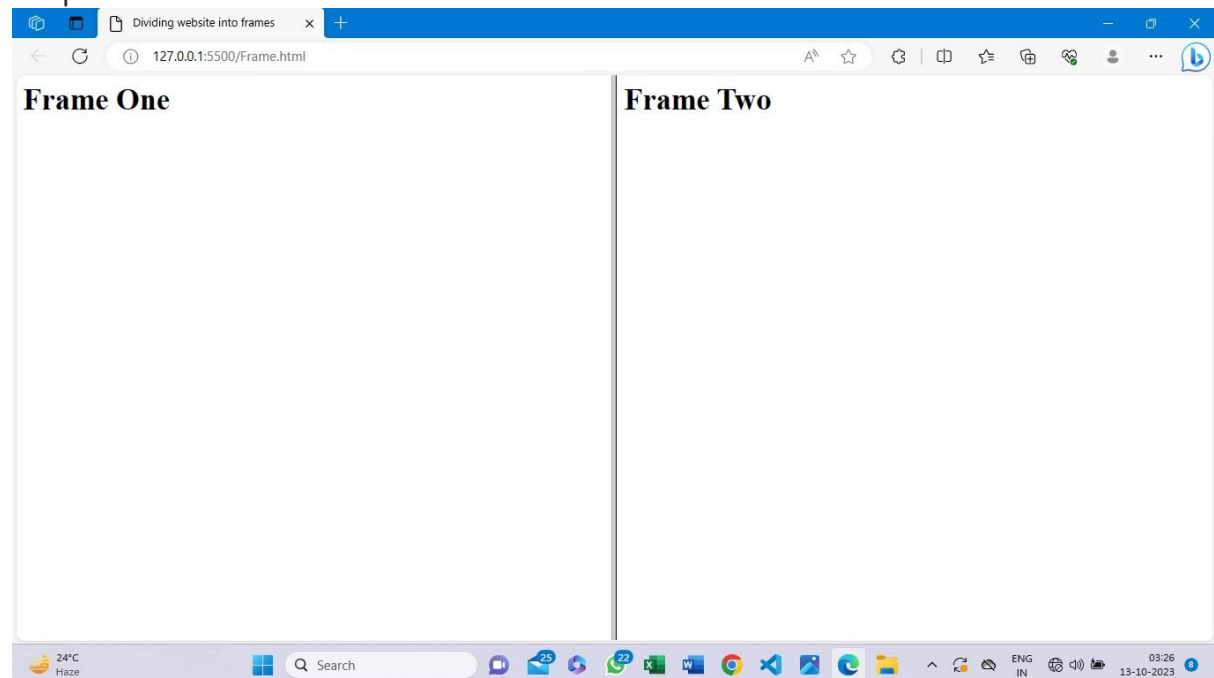 Dividing website into frames
127.0.0.1:5500/Frame.html
Frame One
Frame Two
24°C
Haze
Search
25
22
ENG
IN
03:26
13-10-2023
8